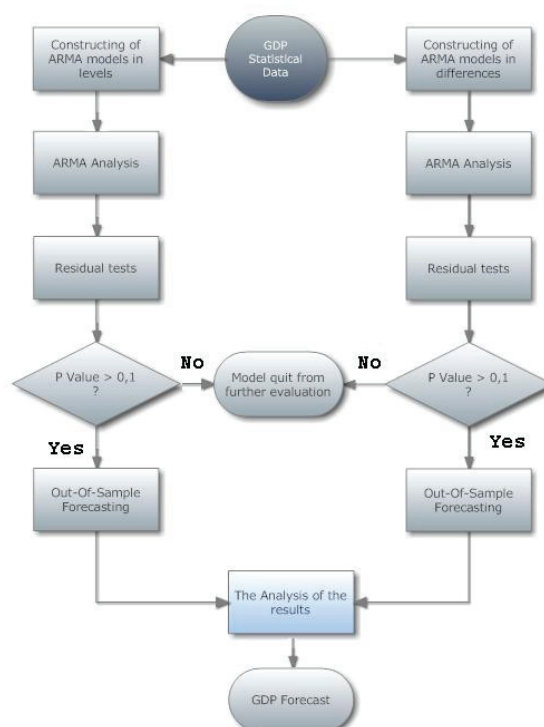 Constructing of
ARMA models in
levels
GDP
Statistical
Data
Constructing of
ARMA models in
differences
ARMA Analysis
ARMA Analysis
Residual tests
Residual tests
P Value > 0,1
?
No
Model quit from
further evaluation
No
P Value > 0,1
?
Yes
Yes
Out-Of-Sample
Forecasting
Out-Of-Sample
Forecasting
The Analysis of the
results
GDP Forecast